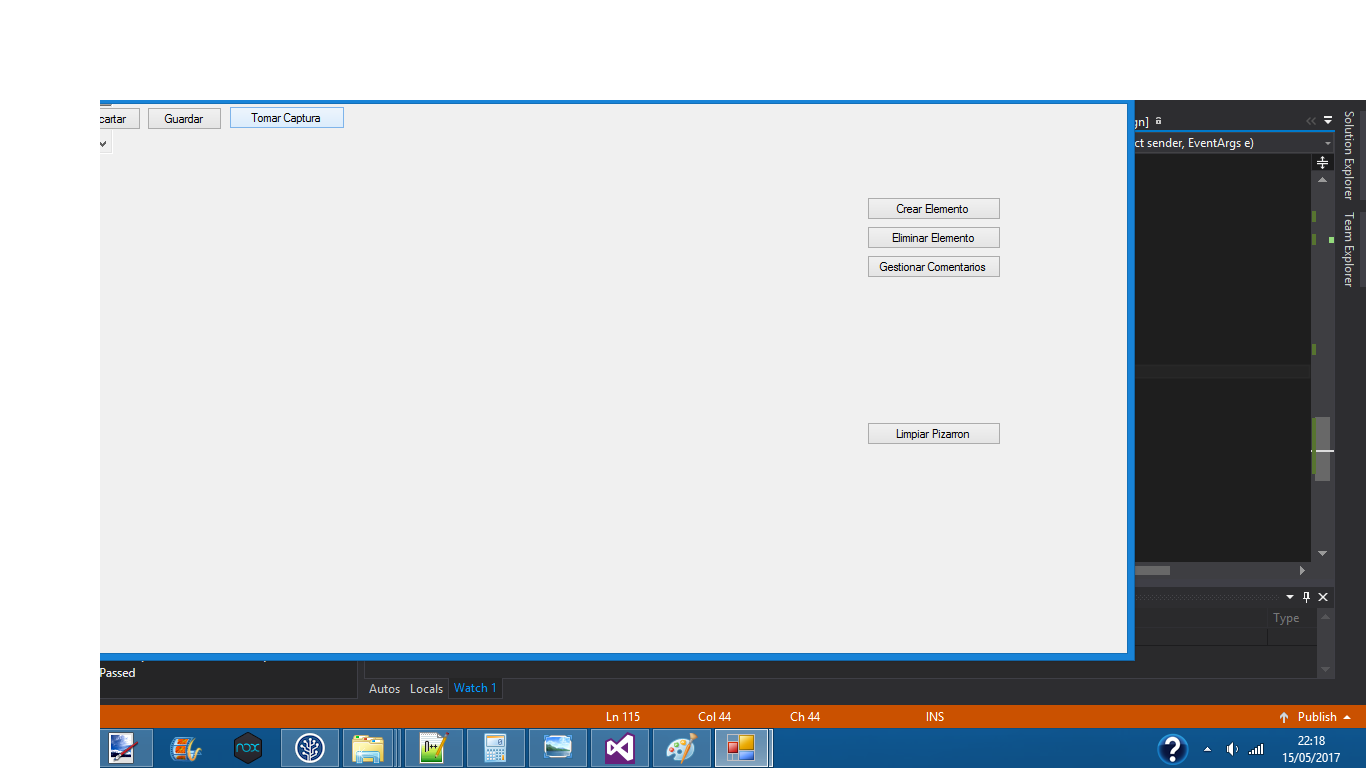 cartar Guardar Tomar Captura
gn]
ct sender, EventArgs e)
Solution Explorer
Team Explorer
Crear Elemento
Eliminar Elemento
Gestionar Comentarios
Limpiar Pizarron
Type
Passed
Autos Locals Watch 1
Ln 115 Col 44 Ch 44 INS Publish
nox
N++
?
22:18
15/05/2017